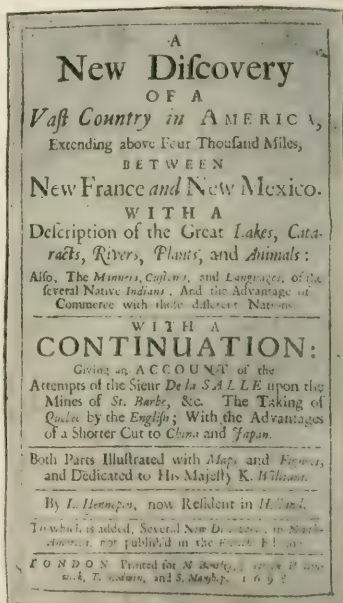 A
New Diſcovery
OF A
Vaſt Country in AMERICA,
Extending above Four Thouſand Miles,
BETWEEN
New France and New Mexico.
WITH A
Deſcription of the Great Lakes, Cata-
racts, Rivers, Plants, and Animals:
Alſo, The Manners, Cuſtoms, and Languages, of the
ſeveral Native Indians; And the Advantage of
Commerce with thoſe different Nations.
WITH A
CONTINUATION:
Giving an ACCOUNT of the
Attempts of the Sieur De la SALLE upon the
Mines of St. Barbe, &c. The Taking of
Quebec by the Engliſh; With the Advantages
of a Shorter Cut to China and Japan.
Both Parts Illuſtrated with Maps and Figures,
and Dedicated to His Majeſty K. William.
By L. Hennepin, now Reſident in Holland.
To which is added, Several New in North-
America, not publiſh'd in the
LONDON Printed for M. in
T. Goodwin, and S. 169